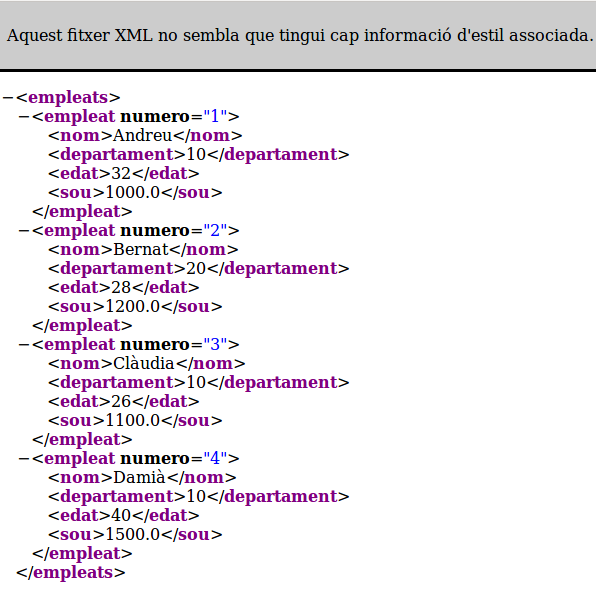 Aquest fitxer XML no sembla que tingui cap informació d'estil associada.
−<empleats>
−<empleat numero="1">
<nom>Andreu</nom>
<departament>10</departament>
<edat>32</edat>
<sou>1000.0</sou>
</empleat>
−<empleat numero="2">
<nom>Bernat</nom>
<departament>20</departament>
<edat>28</edat>
<sou>1200.0</sou>
</empleat>
−<empleat numero="3">
<nom>Clàudia</nom>
<departament>10</departament>
<edat>26</edat>
<sou>1100.0</sou>
</empleat>
−<empleat numero="4">
<nom>Damià</nom>
<departament>10</departament>
<edat>40</edat>
<sou>1500.0</sou>
</empleat>
</empleats>